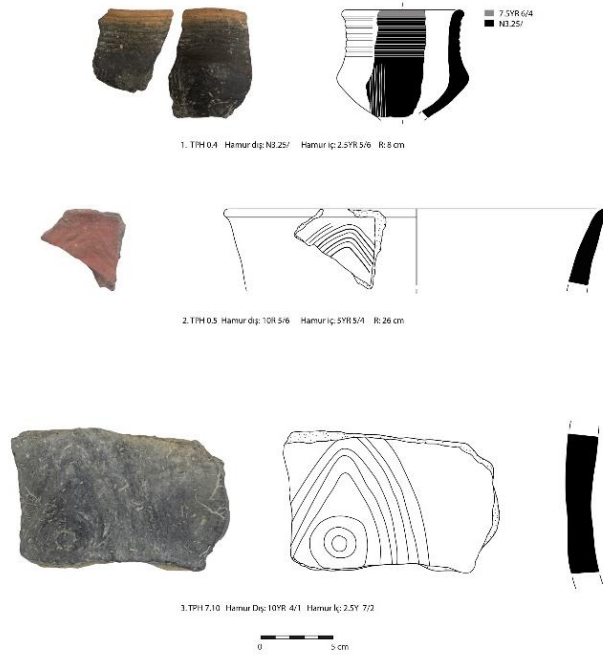 7.5YR 6/4
N3.25/
1. TPH 0.4 Hamur dış: N3.25/ Hamur iç: 2.5YR 5/6 R: 8 cm
2. TPH 0.5 Hamur dış: 10R 5/6 Hamur iç: 5YR 5/4 R: 26 cm
3. TPH 7.10 Hamur Dış: 10YR 4/1 Hamur İç: 2.5Y 7/2
0 5 cm